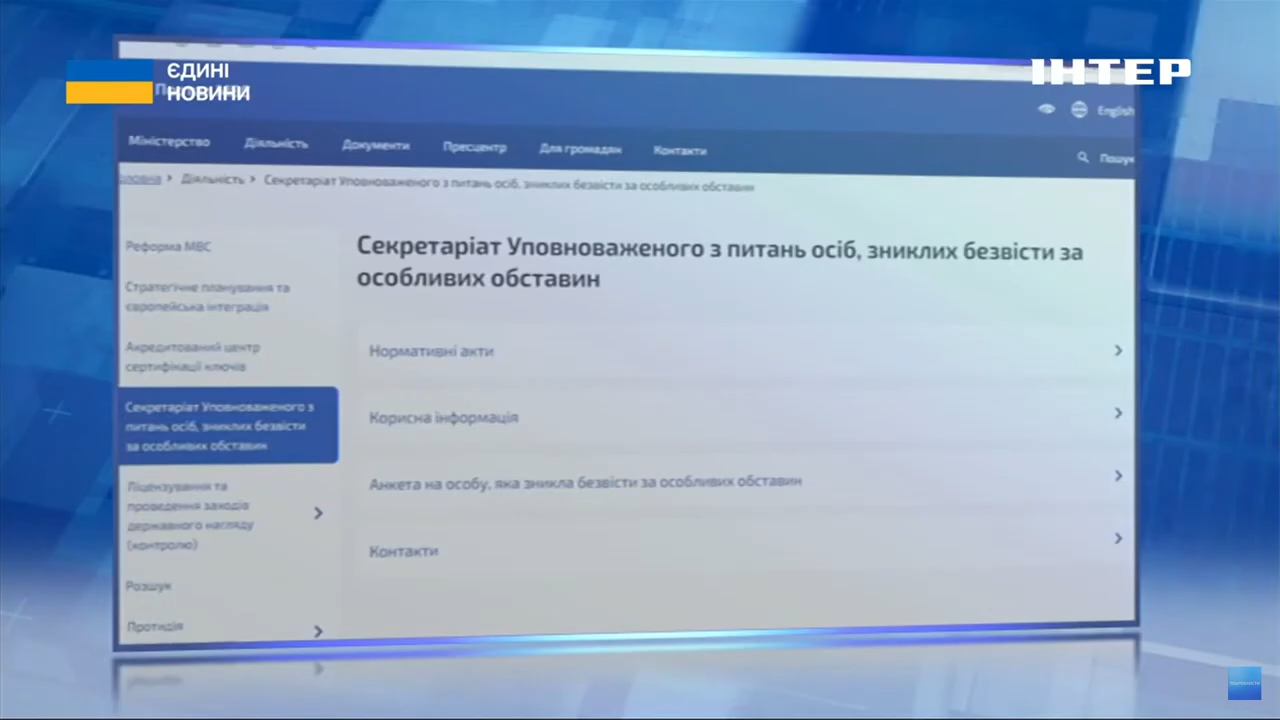 ЄДИНІ
НОВИНИ
ІНТЕР
English
Міністерство Діяльність Документи Пресцентр Для громадян Контакти Пошук
Діяльність > Секретаріат Уповноваженого з питань осіб, зниклих безвісти за особливих обставин
Реформа МВС
Стратегічне планування та
європейська інтеграція
Акредитований центр
сертифікації ключів
Секретаріат Уповноваженого з
питань осіб, зниклих безвісти
за особливих обставин
Ліцензування та
проведення заходів
державного нагляду
(контролю)
Розшук
Протидія
Секретаріат Уповноваженого з питань осіб, зниклих безвісти за
особливих обставин
Нормативні акти
Корисна інформація
Анкета на особу, яка зникла безвісти за особливих обставин
Контакти